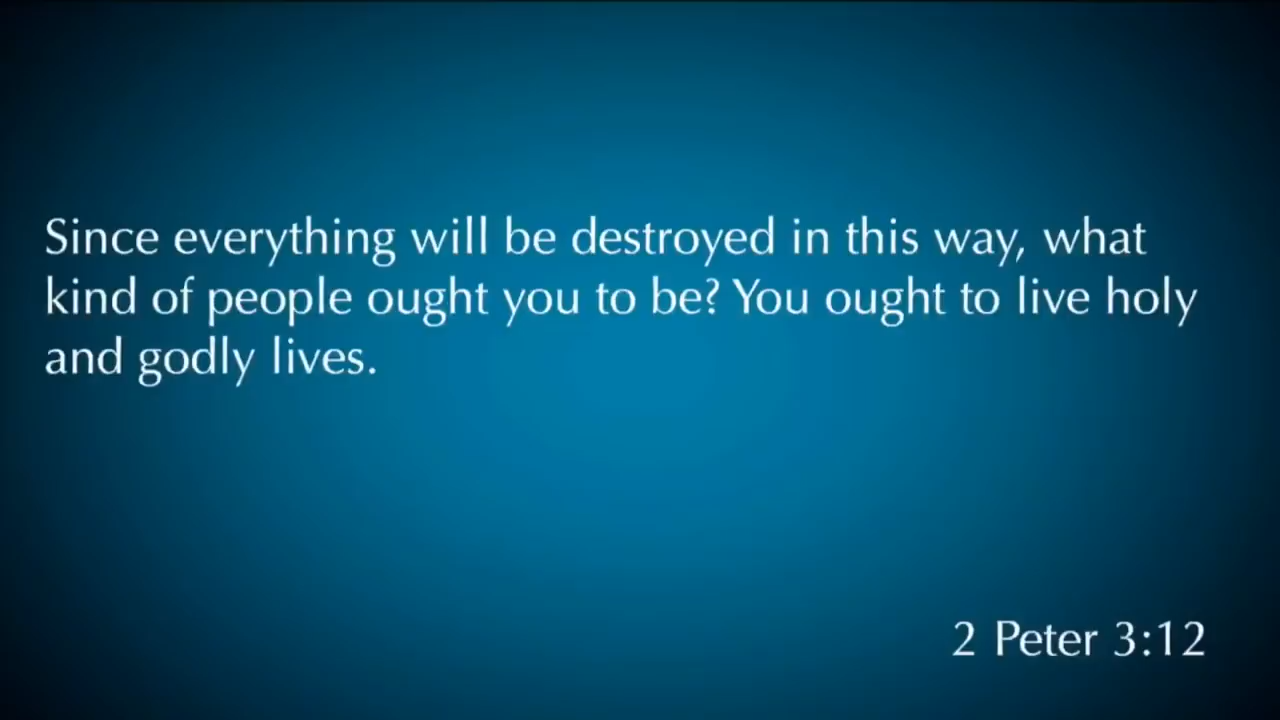 Since everything will be destroyed in this way, what
kind of people ought you to be? You ought to live holy
and godly lives.
2 Peter 3:12